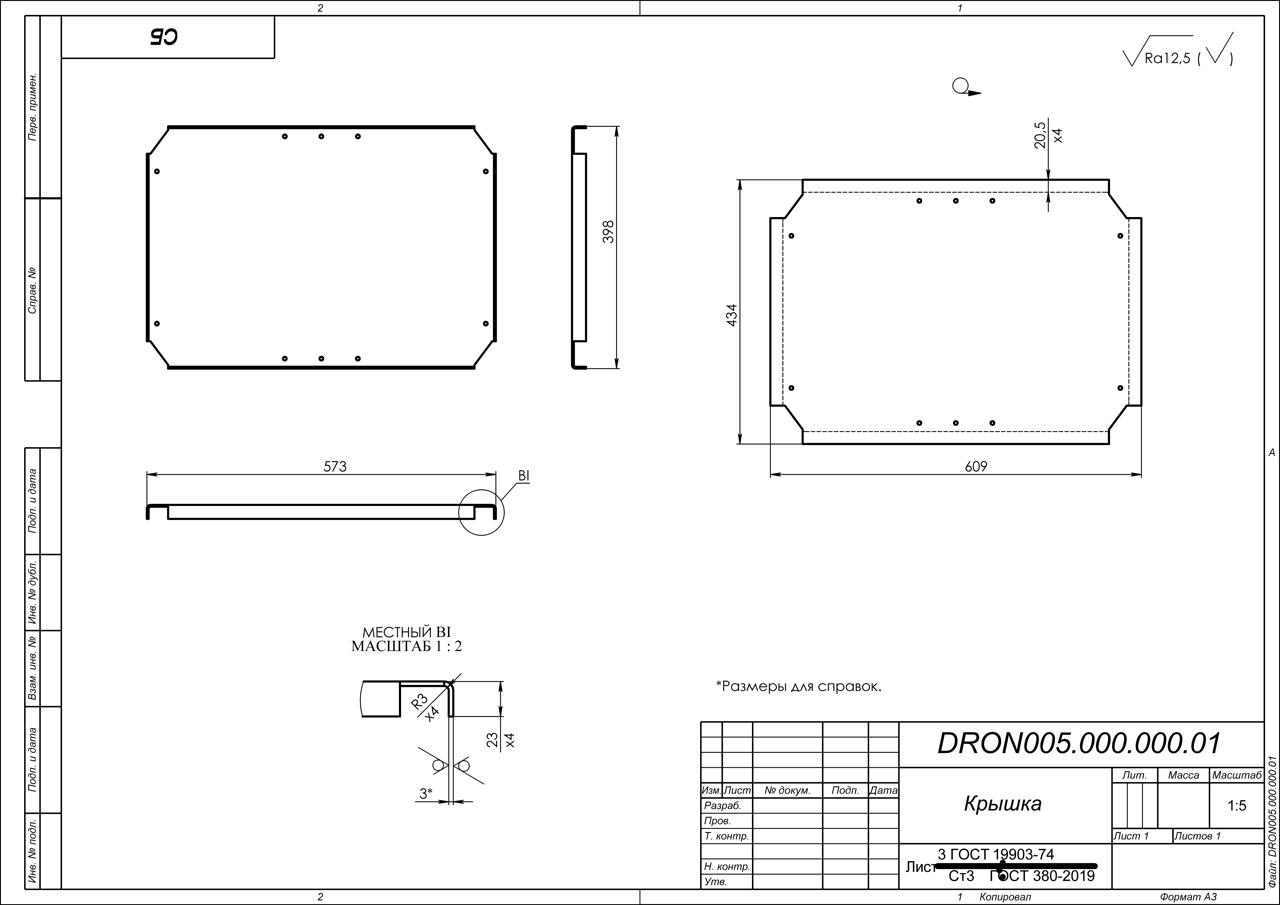 2
1
СБ
Перв. примен.
Справ. №
Подп. и дата
Инв. № дубл.
Взам. инв. №
Подп. и дата
Инв. № подл.
Ra12,5 ( )
398
20,5
x4
434
609
573
BI
A
МЕСТНЫЙ BI
МАСШТАБ 1 : 2
R3
x4
23
x4
3*
*Размеры для справок.
DRON005.000.000.01
Изм. Лист № докум. Подп. Дата
Разраб.
Пров.
Т. контр.
Н. контр.
Утв.
Крышка
Лит. Масса Масштаб
1:5
Лист 1 Листов 1
Лист
3 ГОСТ 19903-74
Ст3 ГОСТ 380-2019
Файл: DRON005.000.000.01
2
1 Копировал Формат А3